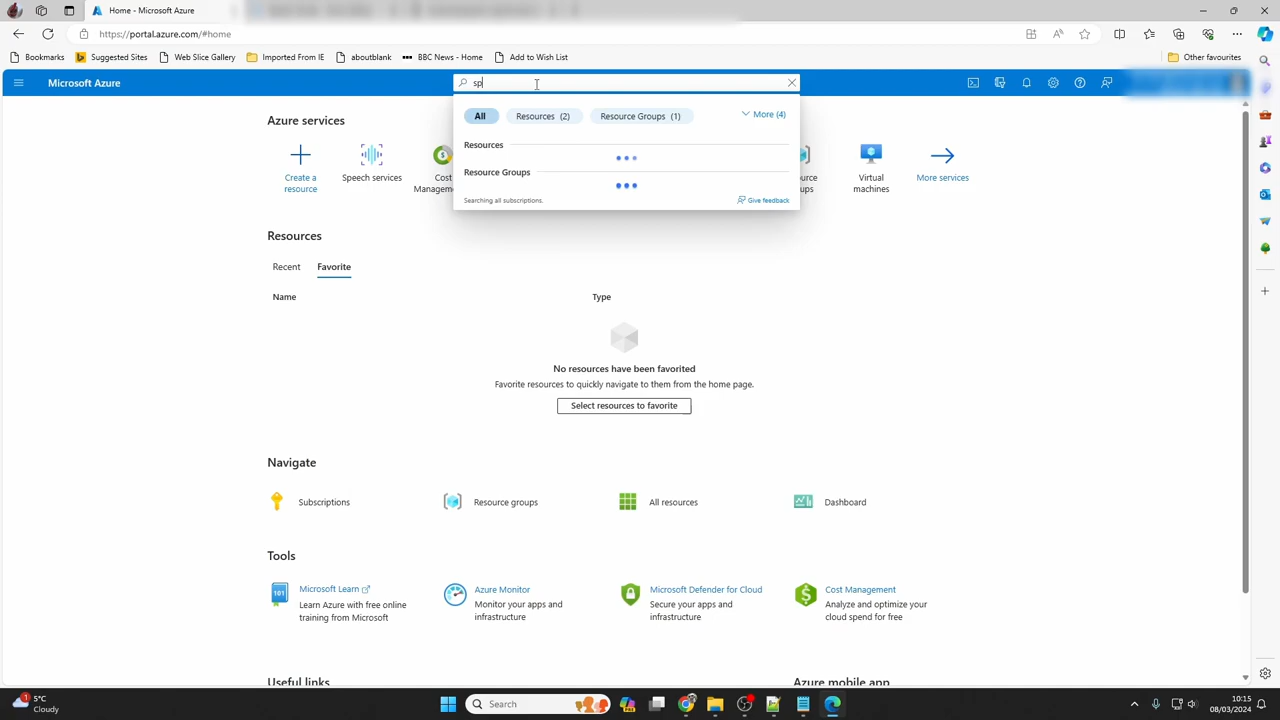 Home - Microsoft Azure
https://portal.azure.com/#home
Bookmarks
Suggested Sites
Web Slice Gallery
Imported From IE
aboutblank
BBC News - Home
Add to Wish List
Other favourites
Microsoft Azure
sp
All
Resources (2)
Resource Groups (1)
More (4)
Resources
Resource Groups
Searching all subscriptions.
Give feedback
Azure services
Create a
resource
Speech services
Cost
Virtual
machines
More services
Resources
Recent
Favorite
Name
Type
No resources have been favorited
Favorite resources to quickly navigate to them from the home page.
Select resources to favorite
Navigate
Subscriptions
Resource groups
All resources
Dashboard
Tools
Microsoft Learn
Learn Azure with free online
training from Microsoft
Azure Monitor
Monitor your apps and
infrastructure
Microsoft Defender for Cloud
Secure your apps and
infrastructure
Cost Management
Analyze and optimize your
cloud spend for free
Useful links
Azure mobile app
1
5°C
Cloudy
Search
10:15
08/03/2024